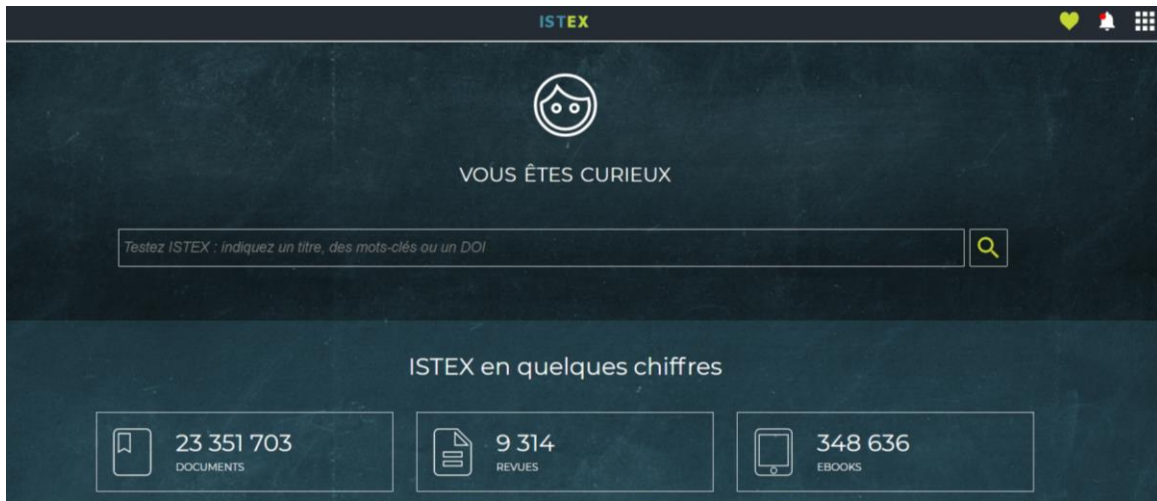 ISTEX
VOUS ÊTES CURIEUX
Testez ISTEX : indiquez un titre, des mots-clés ou un DOI
ISTEX en quelques chiffres
23 351 703
DOCUMENTS
9 314
REVUES
348 636
EBOOKS